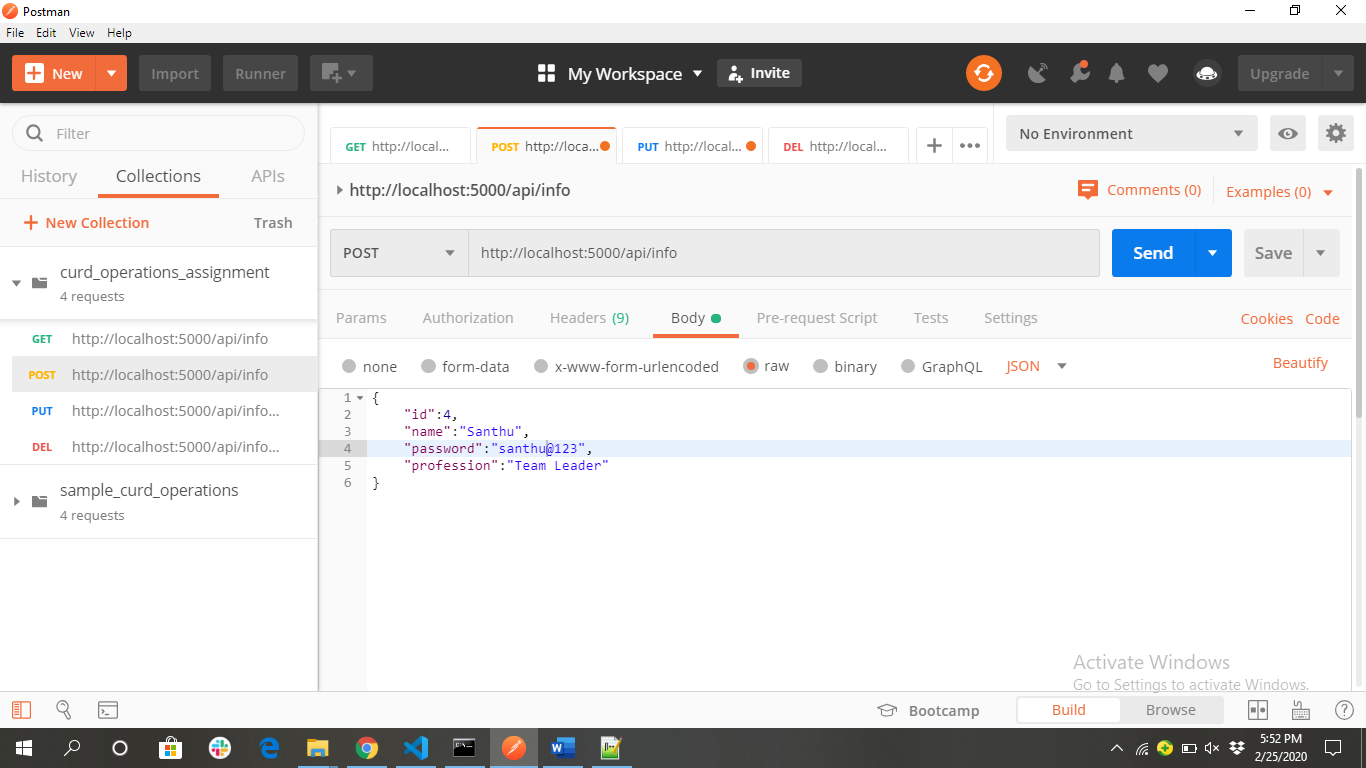 Postman
File Edit View Help
New Import Runner My Workspace Invite Upgrade
Filter
History Collections APIs
New Collection Trash
curd_operations_assignment
4 requests
GET http://localhost:5000/api/info
POST http://localhost:5000/api/info
PUT http://localhost:5000/api/info...
DEL http://localhost:5000/api/info...
sample_curd_operations
4 requests
GET http://local... POST http://loca... PUT http://local... DEL http://local... No Environment
http://localhost:5000/api/info Comments (0) Examples (0)
POST http://localhost:5000/api/info Send Save
Params Authorization Headers (9) Body Pre-request Script Tests Settings Cookies Code
none form-data x-www-form-urlencoded raw binary GraphQL JSON Beautify
1 {
2 "id":4,
3 "name":"Santhu",
4 "password":"santhu@123",
5 "profession":"Team Leader"
6 }
Activate Windows
Go to Settings to activate Windows.
Bootcamp Build Browse
5:52 PM
2/25/2020